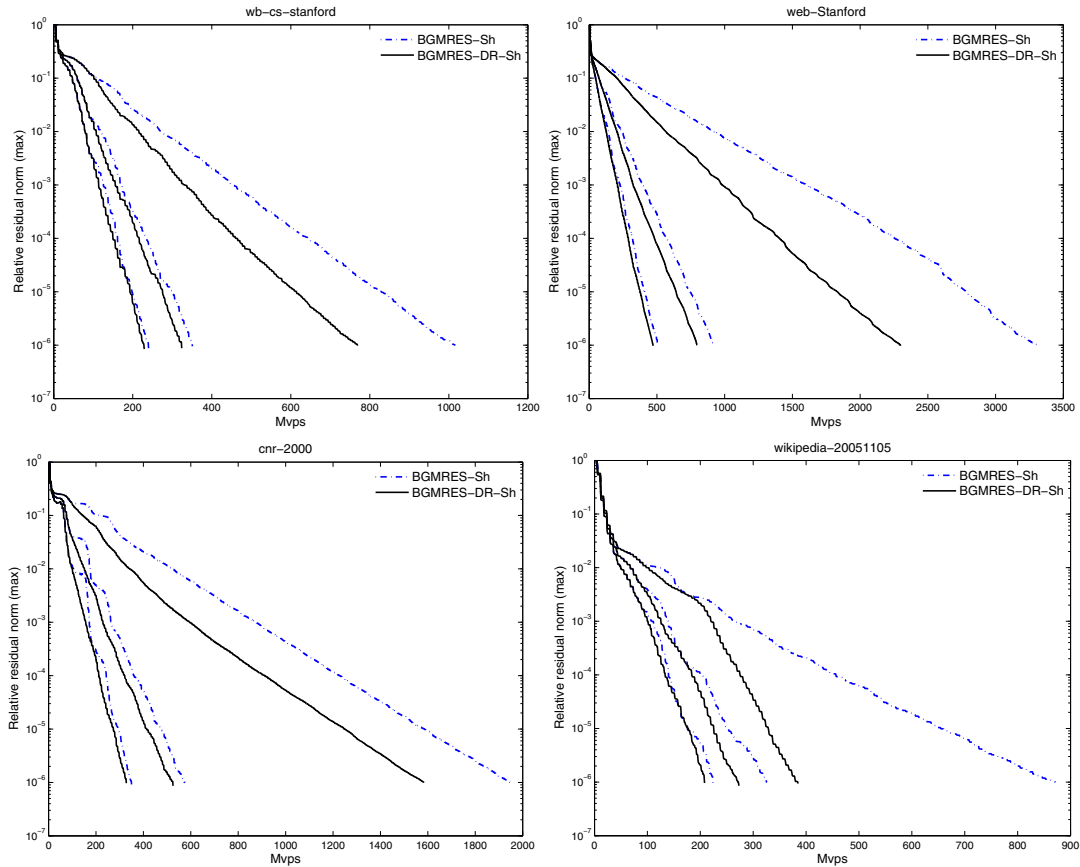 wb-cs-stanford
BGMRES-Sh
BGMRES-DR-Sh
Relative residual norm (max)
10^0
10^-1
10^-2
10^-3
10^-4
10^-5
10^-6
10^-7
0 200 400 600 800 1000 1200
Mvps
web-Stanford
BGMRES-Sh
BGMRES-DR-Sh
Relative residual norm (max)
10^0
10^-1
10^-2
10^-3
10^-4
10^-5
10^-6
10^-7
0 500 1000 1500 2000 2500 3000 3500
Mvps
cnr-2000
BGMRES-Sh
BGMRES-DR-Sh
Relative residual norm (max)
10^0
10^-1
10^-2
10^-3
10^-4
10^-5
10^-6
10^-7
0 200 400 600 800 1000 1200 1400 1600 1800 2000
Mvps
wikipedia-20051105
BGMRES-Sh
BGMRES-DR-Sh
Relative residual norm (max)
10^0
10^-1
10^-2
10^-3
10^-4
10^-5
10^-6
10^-7
0 100 200 300 400 500 600 700 800 900
Mvps